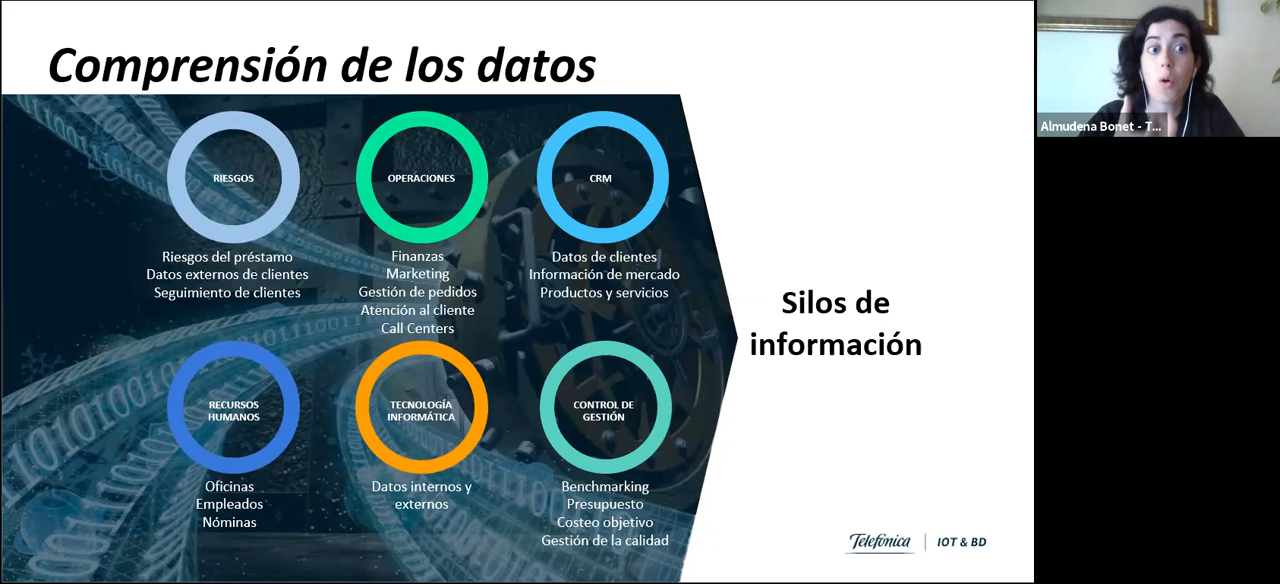 Comprensión de los datos
RIESGOS
Riesgos del préstamo
Datos externos de clientes
Seguimiento de clientes
OPERACIONES
Finanzas
Marketing
Gestión de pedidos
Atención al cliente
Call Centers
CRM
Datos de clientes
Información de mercado
Productos y servicios
RECURSOS
HUMANOS
Oficinas
Empleados
Nóminas
TECNOLOGÍA
INFORMÁTICA
Datos internos y
externos
CONTROL DE
GESTIÓN
Benchmarking
Presupuesto
Costeo objetivo
Gestión de la calidad
Silos de
información
Telefónica | IOT & BD
Almudena Bonet - T...